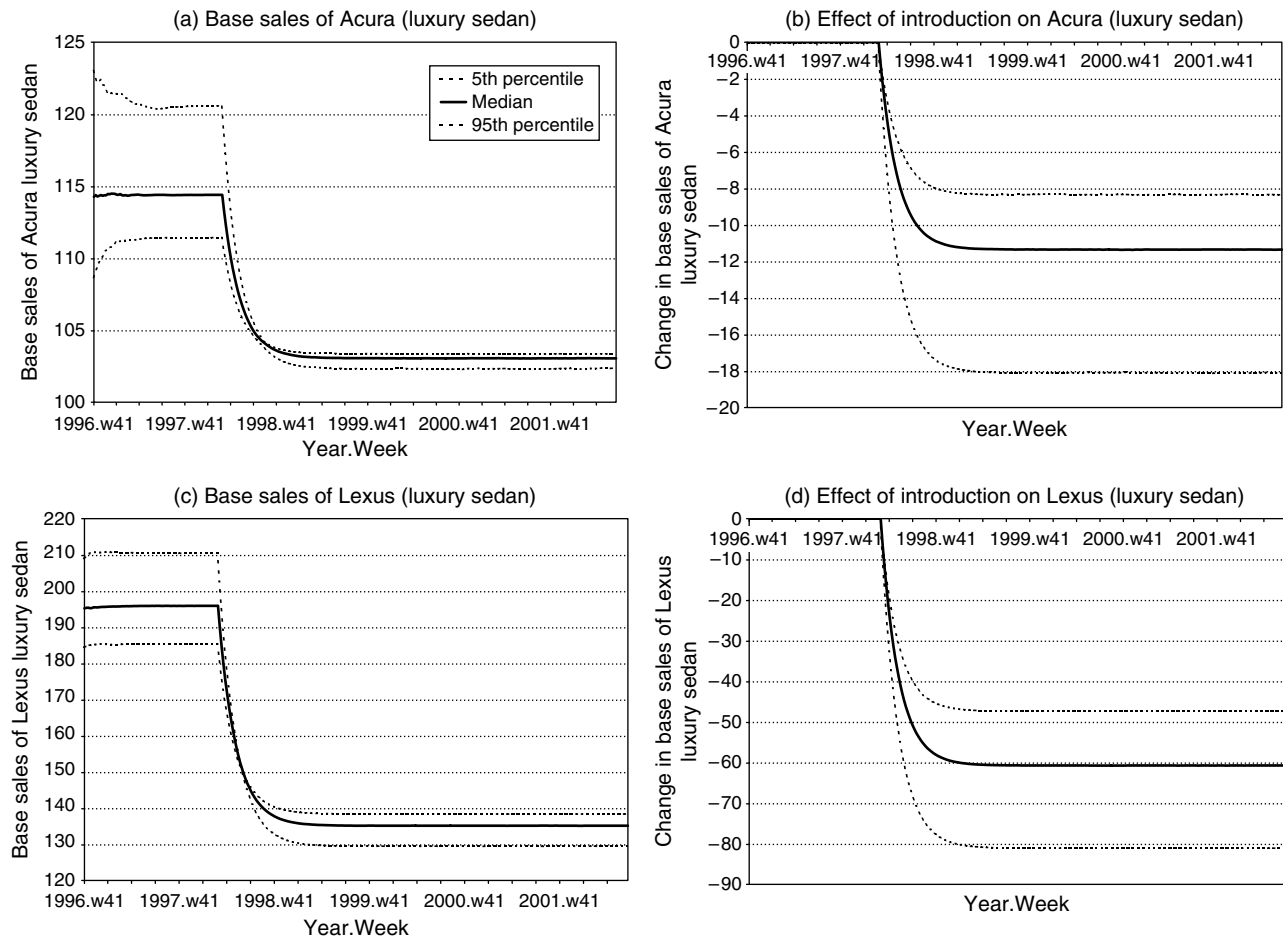 (a) Base sales of Acura (luxury sedan)
Base sales of Acura luxury sedan
125
120
115
110
105
100
5th percentile
Median
95th percentile
1996.w41 1997.w41 1998.w41 1999.w41 2000.w41 2001.w41
Year.Week
(b) Effect of introduction on Acura (luxury sedan)
Change in base sales of Acura
luxury sedan
0
1996.w41 1997.w41 1998.w41 1999.w41 2000.w41 2001.w41
−2
−4
−6
−8
−10
−12
−14
−16
−18
−20
Year.Week
(c) Base sales of Lexus (luxury sedan)
Base sales of Lexus luxury sedan
220
210
200
190
180
170
160
150
140
130
120
1996.w41 1997.w41 1998.w41 1999.w41 2000.w41 2001.w41
Year.Week
(d) Effect of introduction on Lexus (luxury sedan)
Change in base sales of Lexus
luxury sedan
0
1996.w41 1997.w41 1998.w41 1999.w41 2000.w41 2001.w41
−10
−20
−30
−40
−50
−60
−70
−80
−90
Year.Week